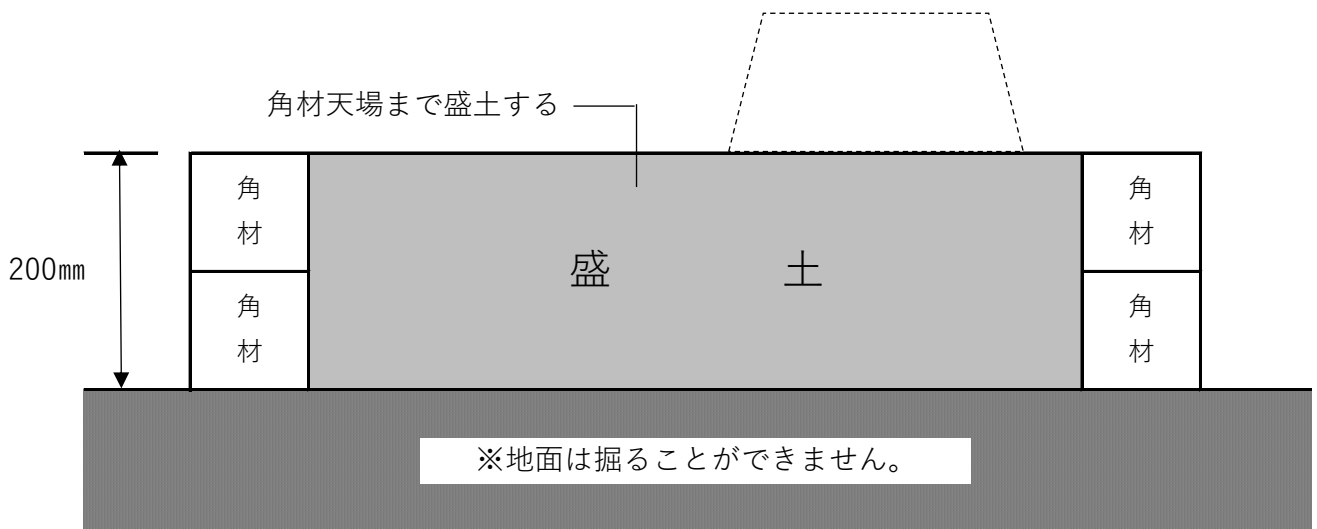 角材天場まで盛土する
角
材
角
材
200㎜
盛 土
角
材
角
材
※地面は掘ることができません。